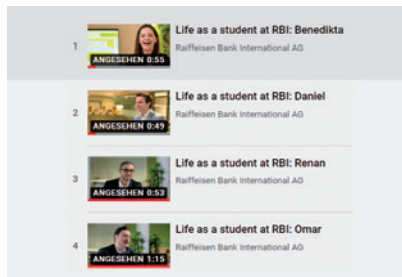 1
ANGESEHEN 0:55
Life as a student at RBI: Benedikta
Raiffeisen Bank International AG
2
ANGESEHEN 0:49
Life as a student at RBI: Daniel
Raiffeisen Bank International AG
3
ANGESEHEN 0:53
Life as a student at RBI: Renan
Raiffeisen Bank International AG
4
ANGESEHEN 1:15
Life as a student at RBI: Omar
Raiffeisen Bank International AG